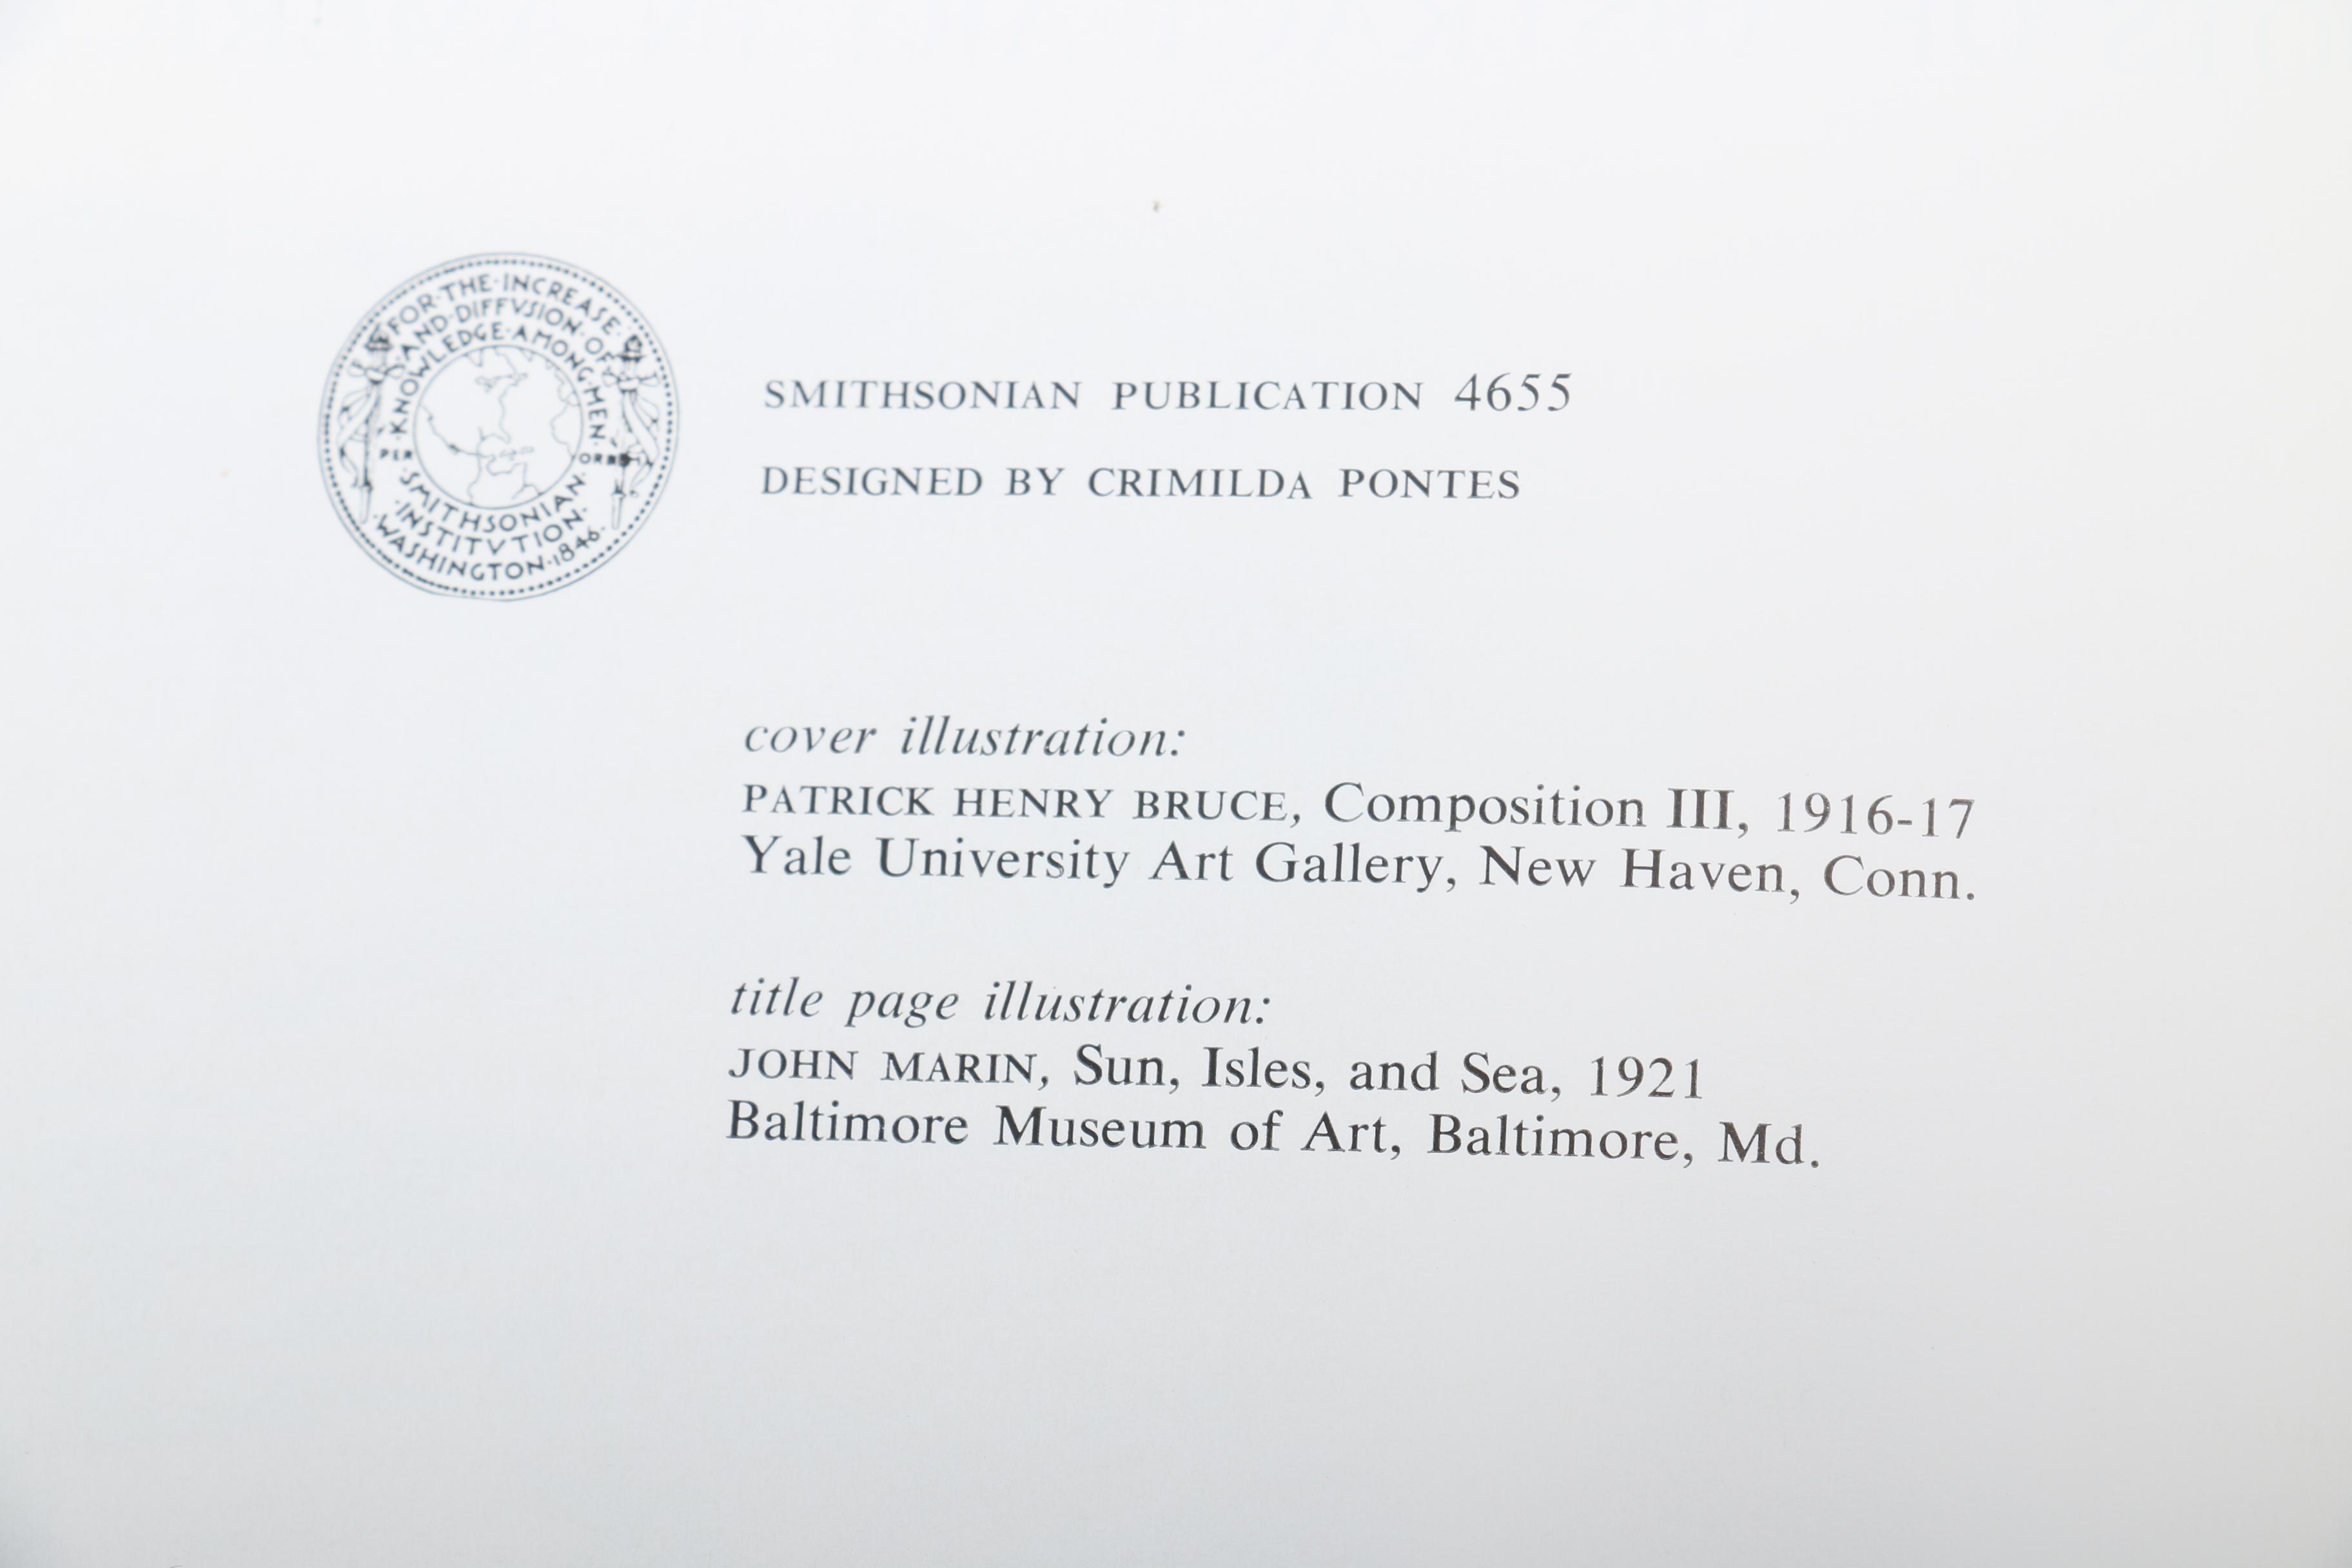 FOR·THE·INCREASE·
·AND·DIFFVSION·OF·
·KNOWLEDGE·AMONG·MEN·
PER
·SMITHSONIAN·
·INSTITVTION·
·WASHINGTON·1846·
SMITHSONIAN PUBLICATION 4655
DESIGNED BY CRIMILDA PONTES
cover illustration:
PATRICK HENRY BRUCE, Composition III, 1916-17
Yale University Art Gallery, New Haven, Conn.
title page illustration:
JOHN MARIN, Sun, Isles, and Sea, 1921
Baltimore Museum of Art, Baltimore, Md.